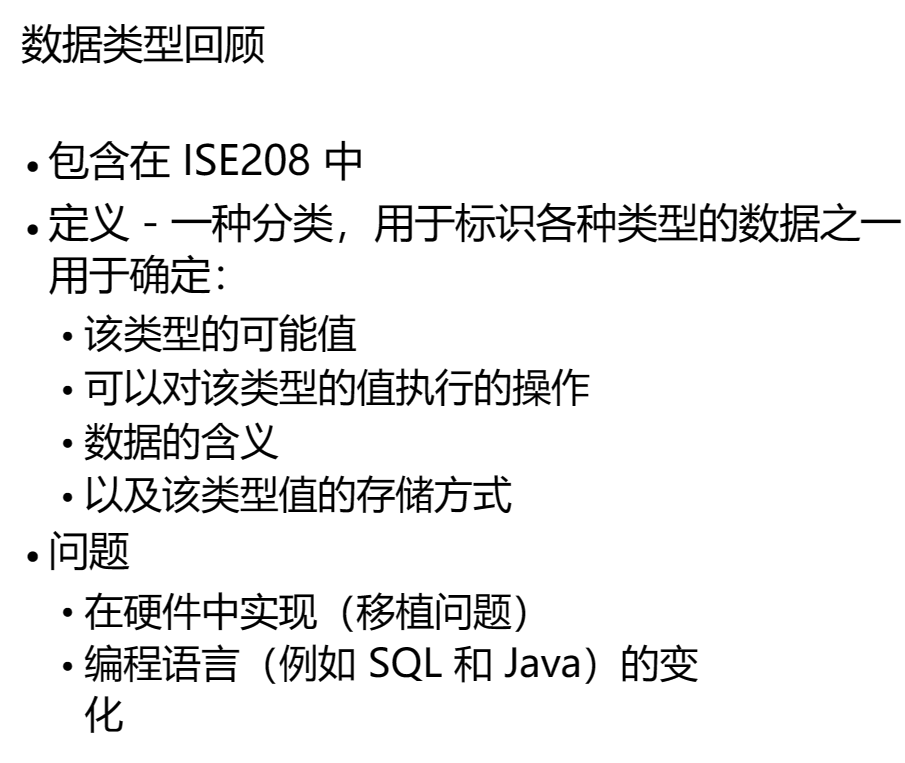 数据类型回顾
• 包含在 ISE208 中
• 定义 - 一种分类，用于标识各种类型的数据之一
用于确定：
• 该类型的可能值
• 可以对该类型的值执行的操作
• 数据的含义
• 以及该类型值的存储方式
• 问题
• 在硬件中实现（移植问题）
• 编程语言（例如 SQL 和 Java）的变
化